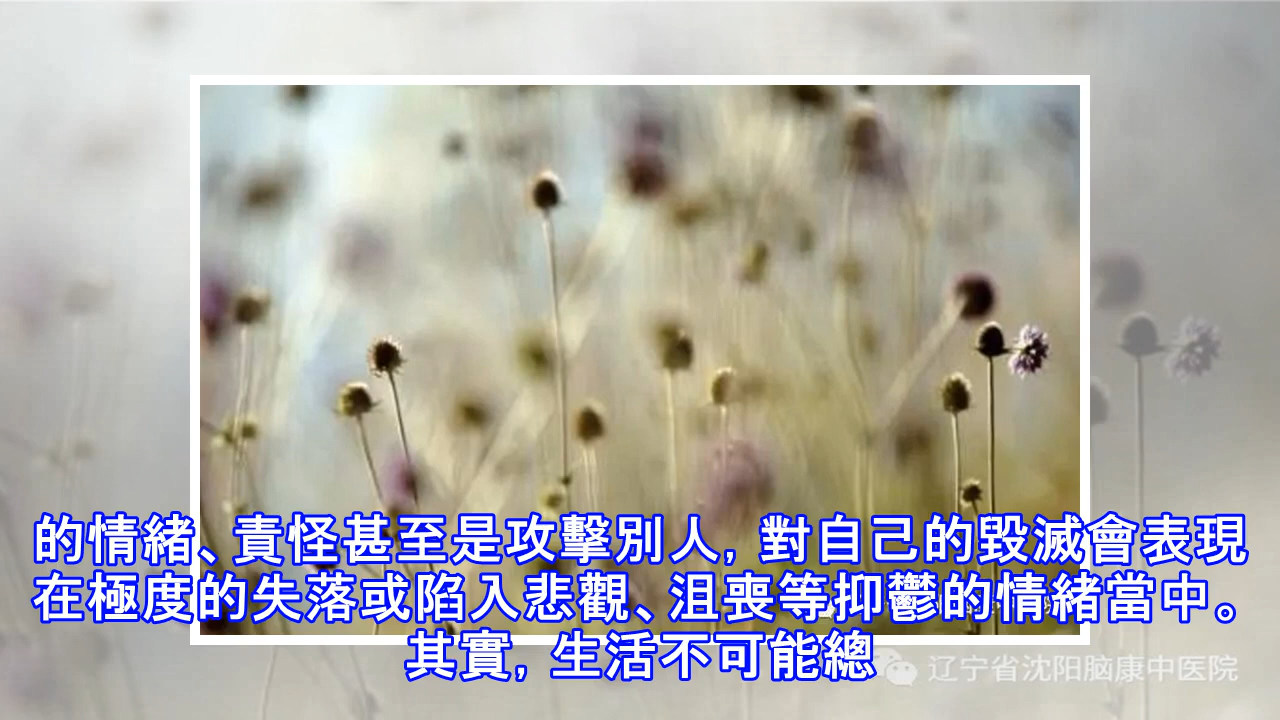 的情緒、責怪甚至是攻擊別人，對自己的毀滅會表現
在極度的失落或陷入悲觀、沮喪等抑鬱的情緒當中。
其實，生活不可能總
辽宁省沈阳脑康中医院